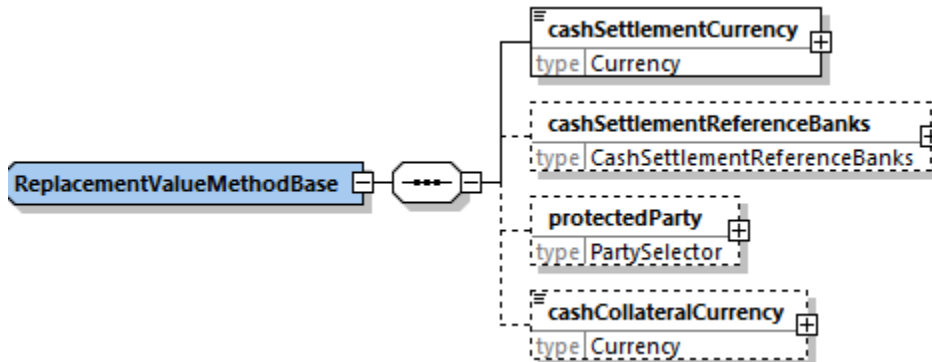 cashSettlementCurrency
type Currency
cashSettlementReferenceBanks
type CashSettlementReferenceBanks
ReplacementValueMethodBase
protectedParty
type PartySelector
cashCollateralCurrency
type Currency